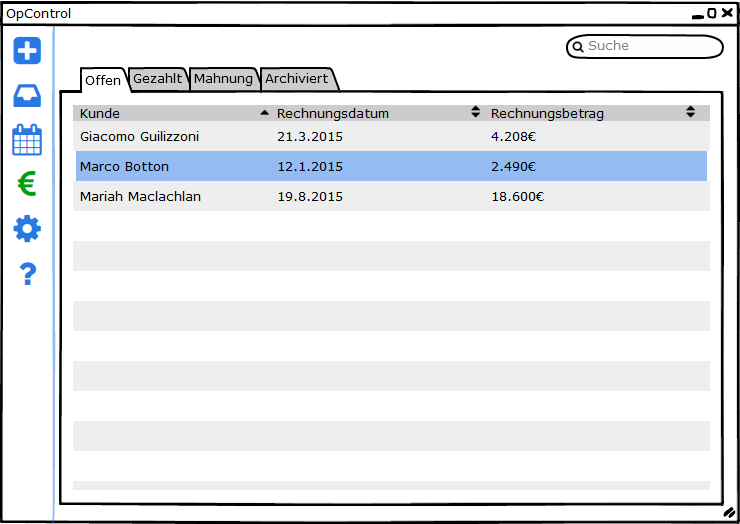 OpControl
Suche
Offen Gezahlt Mahnung Archiviert
Kunde Rechnungsdatum Rechnungsbetrag
Giacomo Guilizzoni 21.3.2015 4.208€
Marco Botton 12.1.2015 2.490€
Mariah Maclachlan 19.8.2015 18.600€
€
?